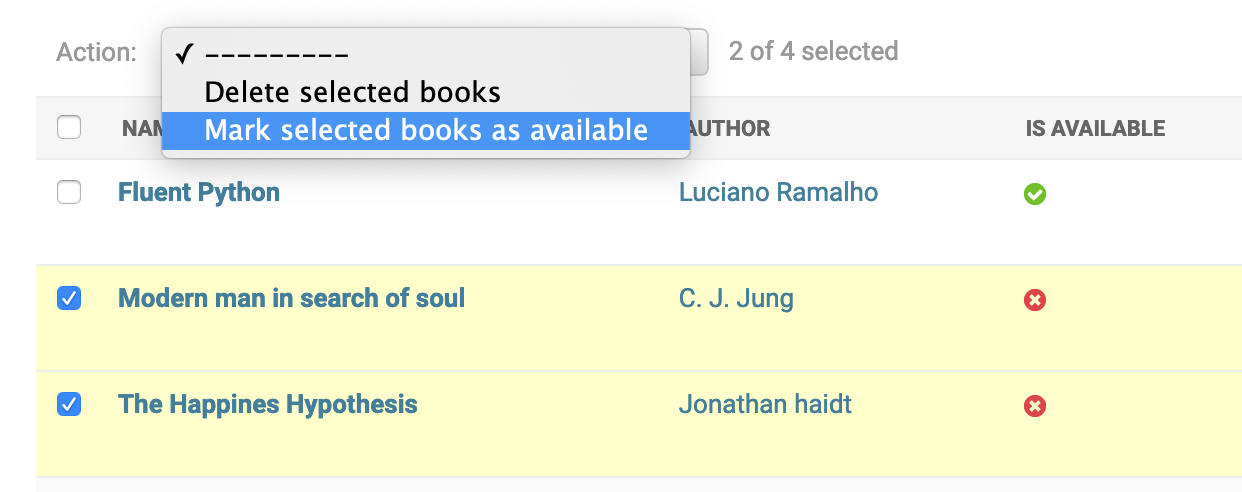 Action:
---------
2 of 4 selected
Delete selected books
Mark selected books as available
AUTHOR
IS AVAILABLE
Fluent Python
Luciano Ramalho
Modern man in search of soul
C. J. Jung
The Happines Hypothesis
Jonathan haidt